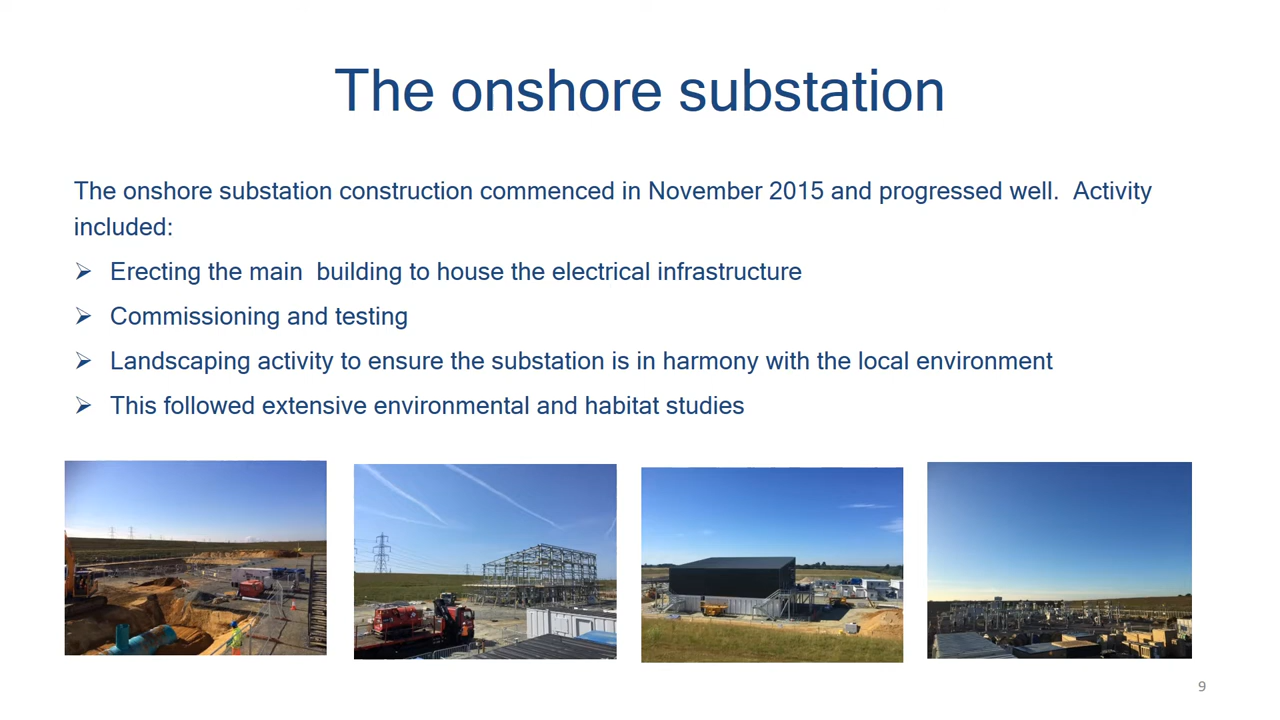 The onshore substation
The onshore substation construction commenced in November 2015 and progressed well.  Activity
included:
➢ Erecting the main  building to house the electrical infrastructure
➢ Commissioning and testing
➢ Landscaping activity to ensure the substation is in harmony with the local environment
➢ This followed extensive environmental and habitat studies
9